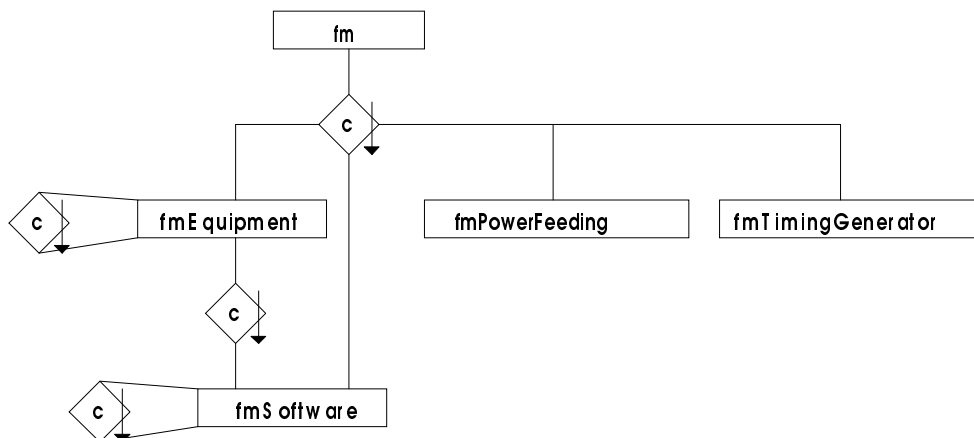 fm
c
c
fmEquipment
fmPowerFeeding
fmTimingGenerator
c
c
fmSoftware